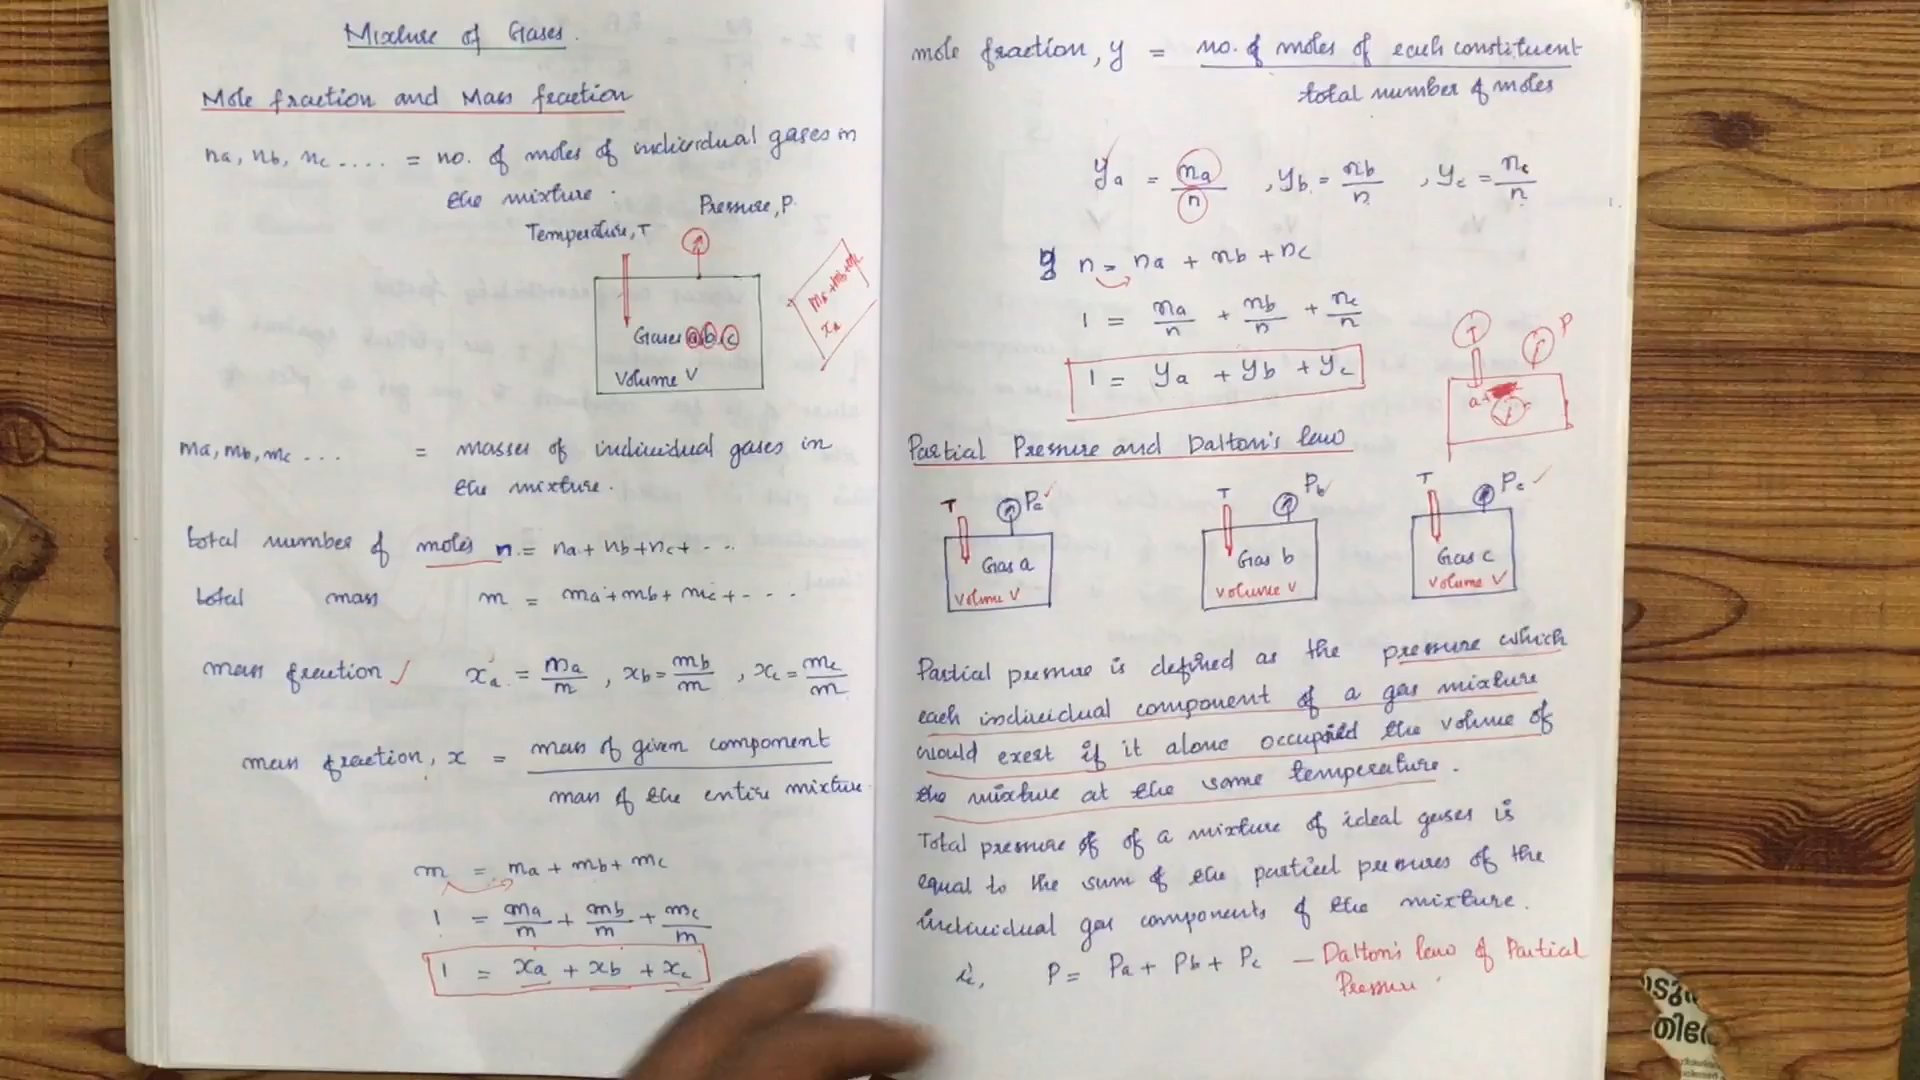 Mixture of Gases.
Mole fraction and Mass fraction
na, nb, nc .... = no. of moles of individual gases in
the mixture.
Temperature, T
Pressure, P.
Gases a, b, c
Volume V
ma+mb+mc
xa
ma, mb, mc ... = masses of individual gases in
the mixture.
total number of moles n = na + nb + nc + ...
total mass m = ma + mb + mc + - - -
mass fraction ✓ xa = ma/m , xb = mb/m , xc = mc/m
mass fraction, x = mass of given component / mass of the entire mixture.
m = ma + mb + mc
1 = ma/m + mb/m + mc/m
1 = xa + xb + xc
mole fraction, y = no. of moles of each constituent / total number of moles
ya = na/n , yb = nb/n , yc = nc/n
n = na + nb + nc
1 = na/n + nb/n + nc/n
1 = ya + yb + yc
T P
a+
Partial Pressure and Dalton's law
T Pa ✓ T Pb ✓ T Pc ✓
Gas a Gas b Gas c
Volume V Volume V Volume V
Partial pressure is defined as the pressure which
each individual component of a gas mixture
would exert if it alone occupied the volume of
the mixture at the same temperature.
Total pressure of of a mixture of ideal gases is
equal to the sum of the partial pressures of the
individual gas components of the mixture.
ie, P = Pa + Pb + Pc — Dalton's law of Partial
Pressure.